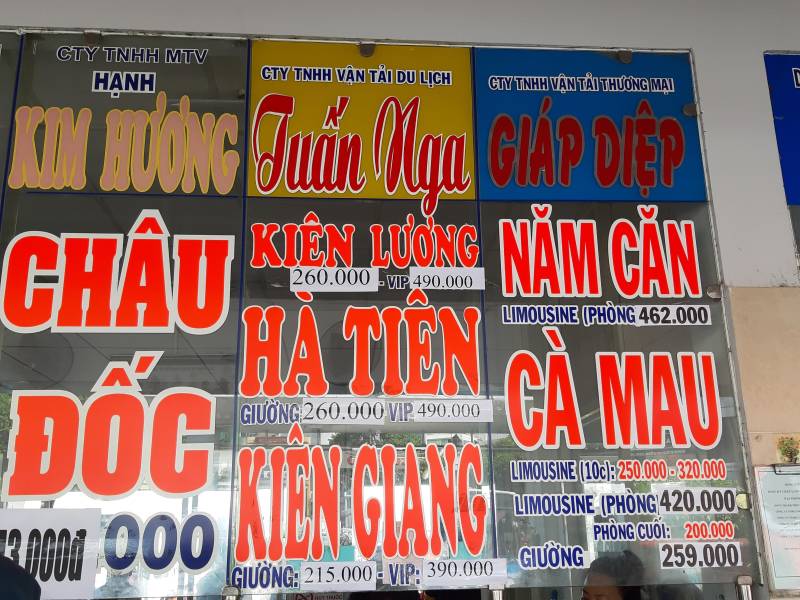 CTY TNHH MTV
HẠNH
KIM HƯƠNG
CHÂU
ĐỐC
3.000đ
000
CTY TNHH VẬN TẢI DU LỊCH
Tuấn Nga
KIÊN LƯƠNG
260.000 - VIP 490.000
HÀ TIÊN
GIƯỜNG 260.000 VIP 490.000
KIÊN GIANG
GIƯỜNG: 215.000 - VIP: 390.000
CTY TNHH VẬN TẢI THƯƠNG MẠI
GIÁP DIỆP
NĂM CĂN
LIMOUSINE (PHÒNG 462.000
CÀ MAU
LIMOUSINE (10c): 250.000 - 320.000
LIMOUSINE (PHÒNG 420.000
PHÒNG CUỐI: 200.000
GIƯỜNG 259.000